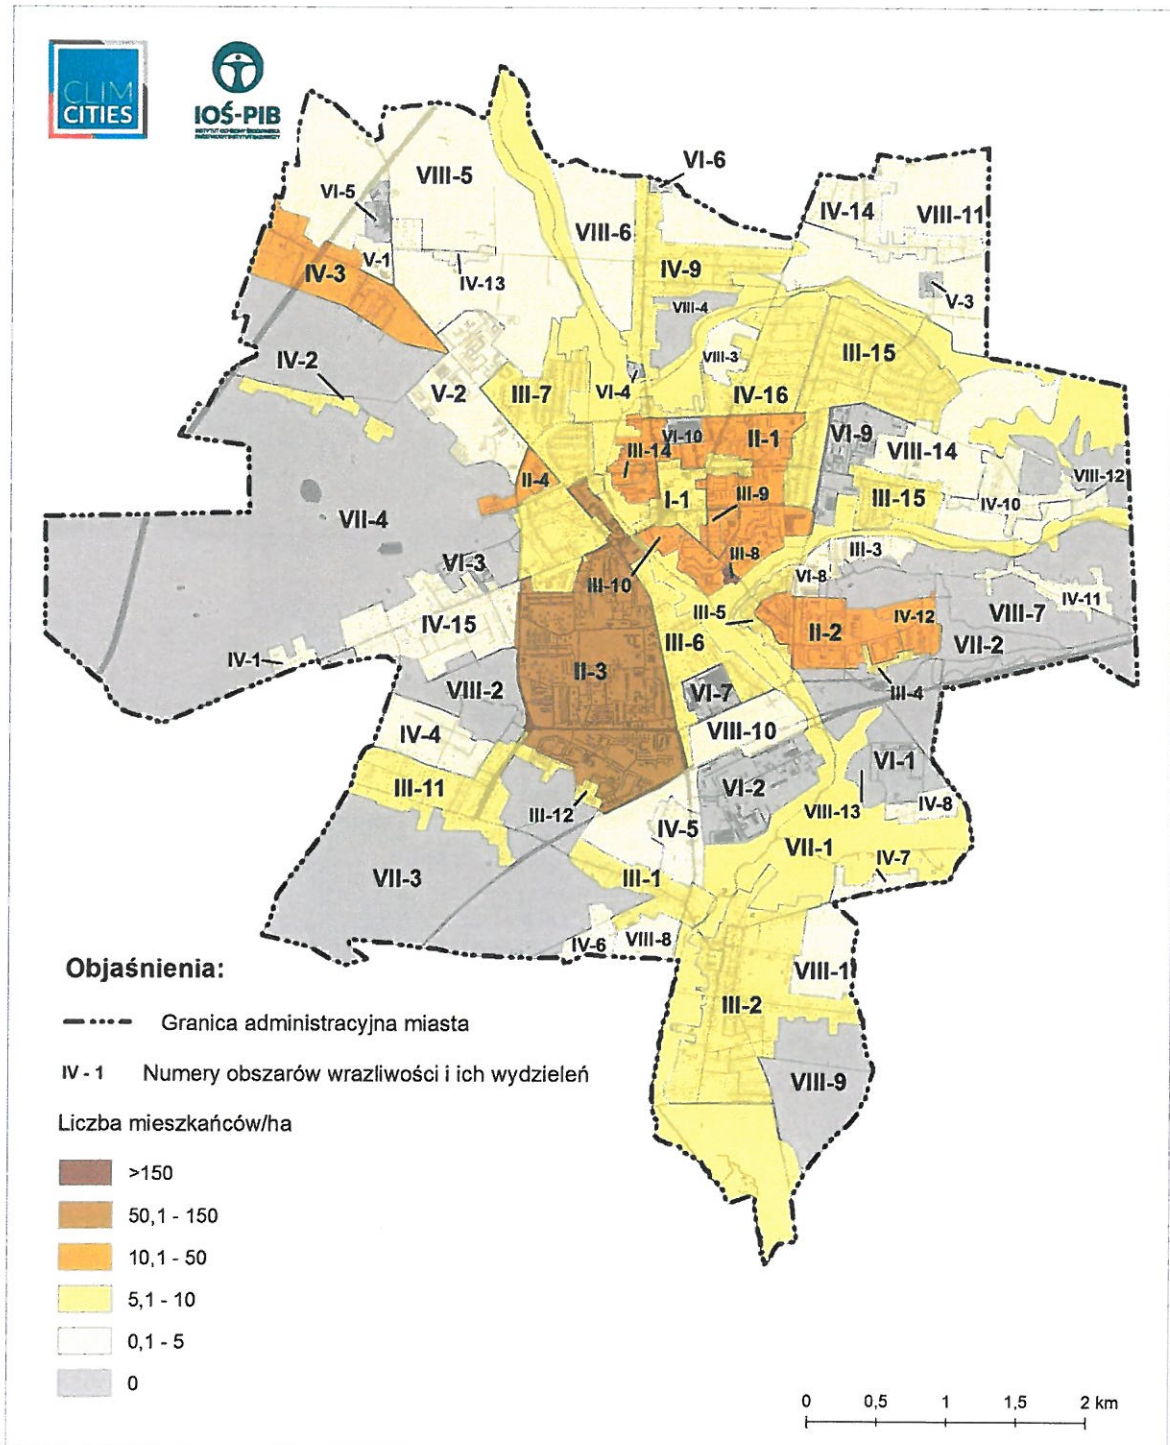 CLIM
CITIES
IOŚ-PIB
INSTYTUT OCHRONY ŚRODOWISKA
PAŃSTWOWY INSTYTUT BADAWCZY
VI-6
VIII-5
VI-5
IV-14
VIII-11
VIII-6
V-1
IV-3
IV-13
IV-9
V-3
VIII-4
IV-2
VIII-3
III-15
V-2
III-7
VI-4
IV-16
VI-10
II-1
VI-9
III-14
VIII-14
II-4
I-1
III-9
III-15
IV-10
VIII-12
VII-4
III-8
III-3
VI-3
III-10
VI-8
IV-11
III-5
VIII-7
IV-15
II-2
IV-12
III-6
VII-2
IV-1
II-3
VIII-2
VI-7
III-4
IV-4
VIII-10
VI-1
III-11
VI-2
III-12
VIII-13
IV-8
IV-5
VII-1
IV-7
VII-3
III-1
IV-6
VIII-8
VIII-1
III-2
VIII-9
Objaśnienia:
Granica administracyjna miasta
IV - 1 Numery obszarów wrazliwości i ich wydzieleń
Liczba mieszkańców/ha
>150
50,1 - 150
10,1 - 50
5,1 - 10
0,1 - 5
0
0 0,5 1 1,5 2 km